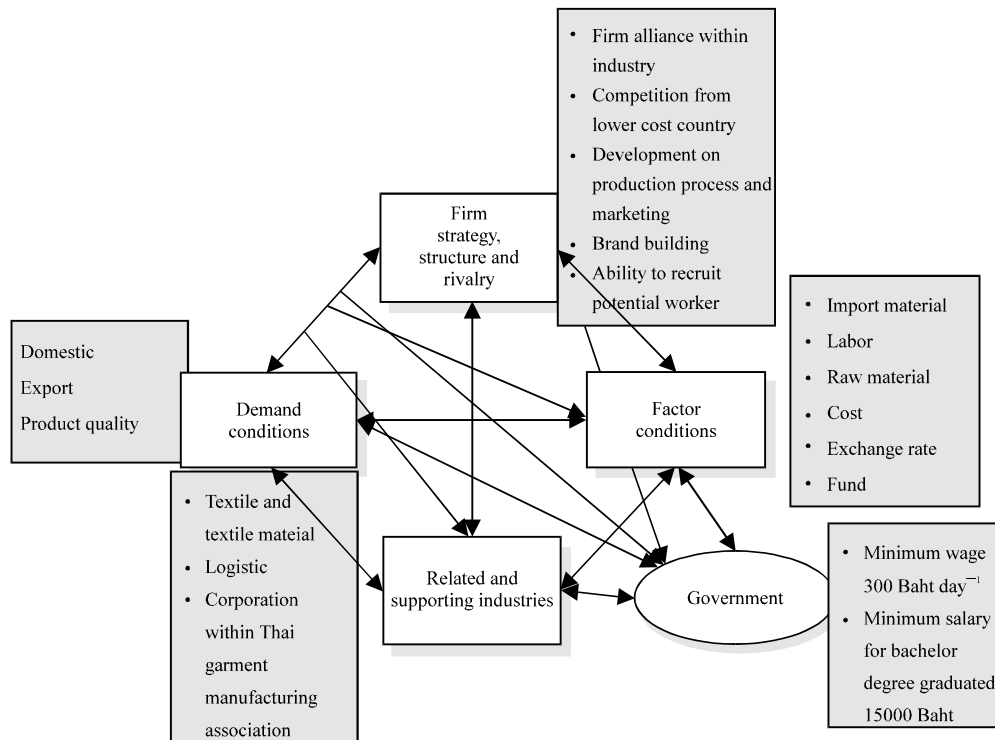 • Firm alliance within
industry
• Competition from
lower cost country
• Development on
production process and
marketing
• Brand building
• Ability to recruit
potential worker
Firm
strategy,
structure and
rivalry
• Import material
• Labor
• Raw material
• Cost
• Exchange rate
• Fund
Domestic
Export
Product quality
Demand
conditions
Factor
conditions
• Textile and
textile mateial
• Logistic
• Corporation
within Thai
garment
manufacturing
association
Related and
supporting industries
Government
• Minimum wage
300 Baht day⁻¹
• Minimum salary
for bachelor
degree graduated
15000 Baht